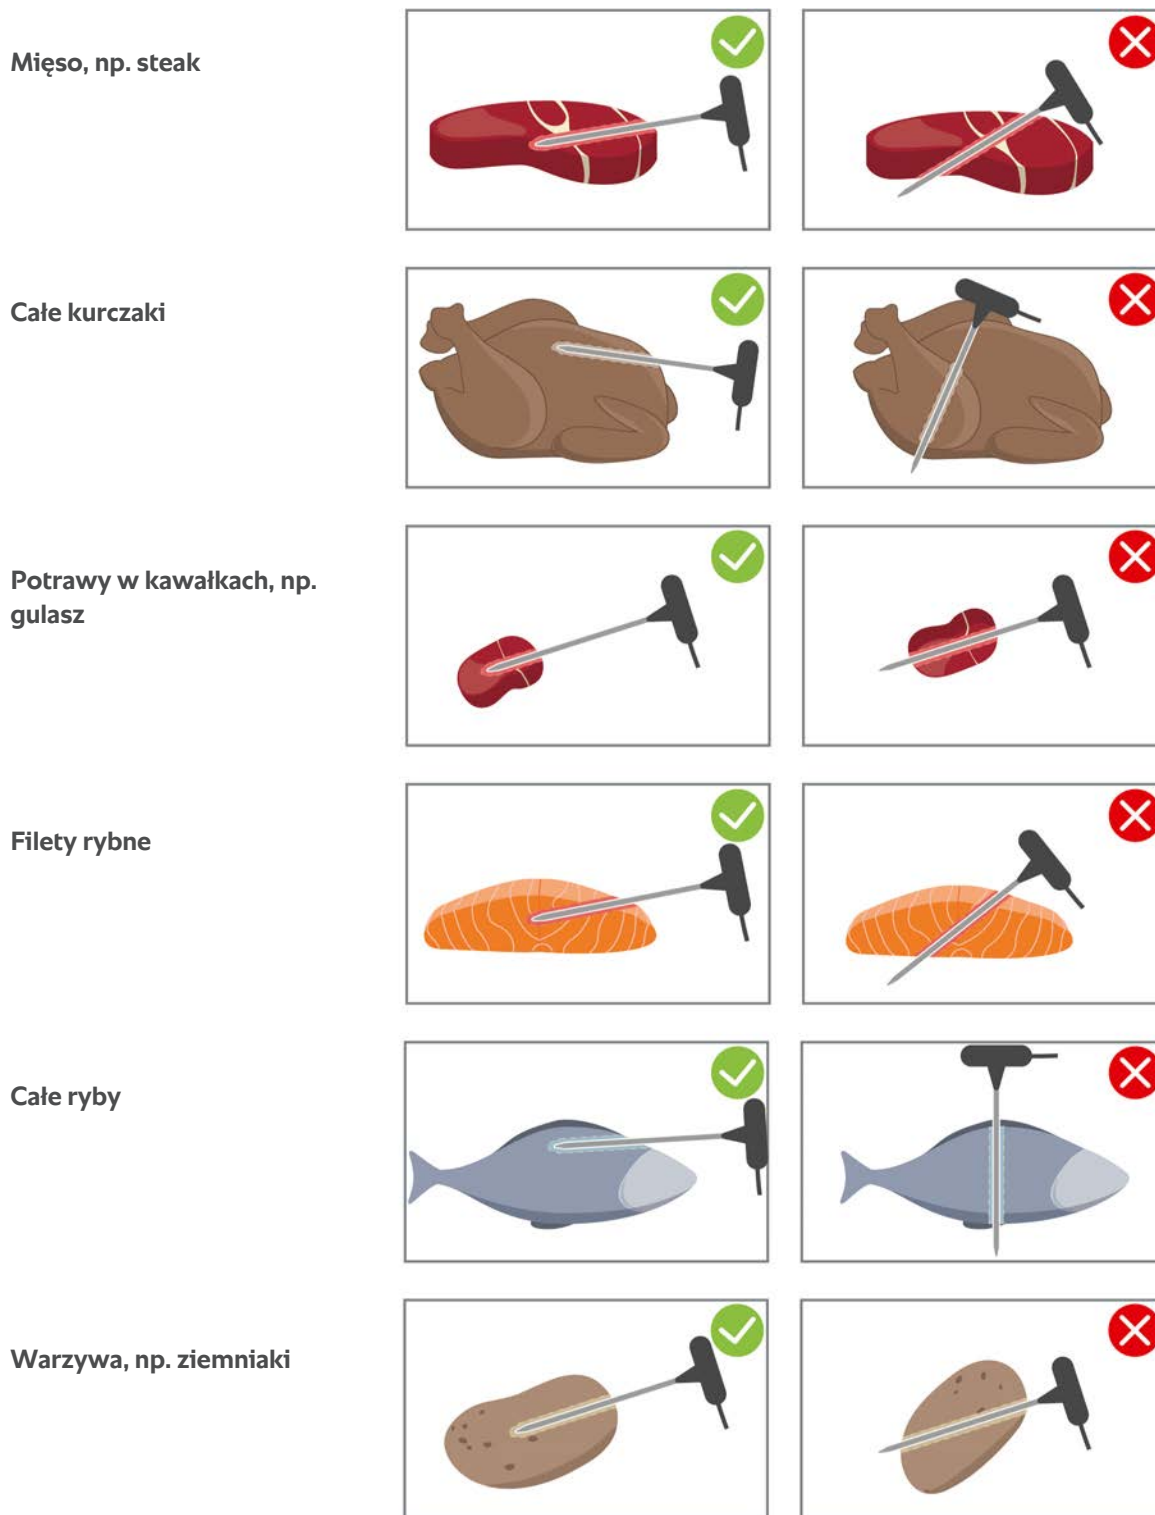 Mięso, np. steak
Całe kurczaki
Potrawy w kawałkach, np.
gulasz
Filety rybne
Całe ryby
Warzywa, np. ziemniaki